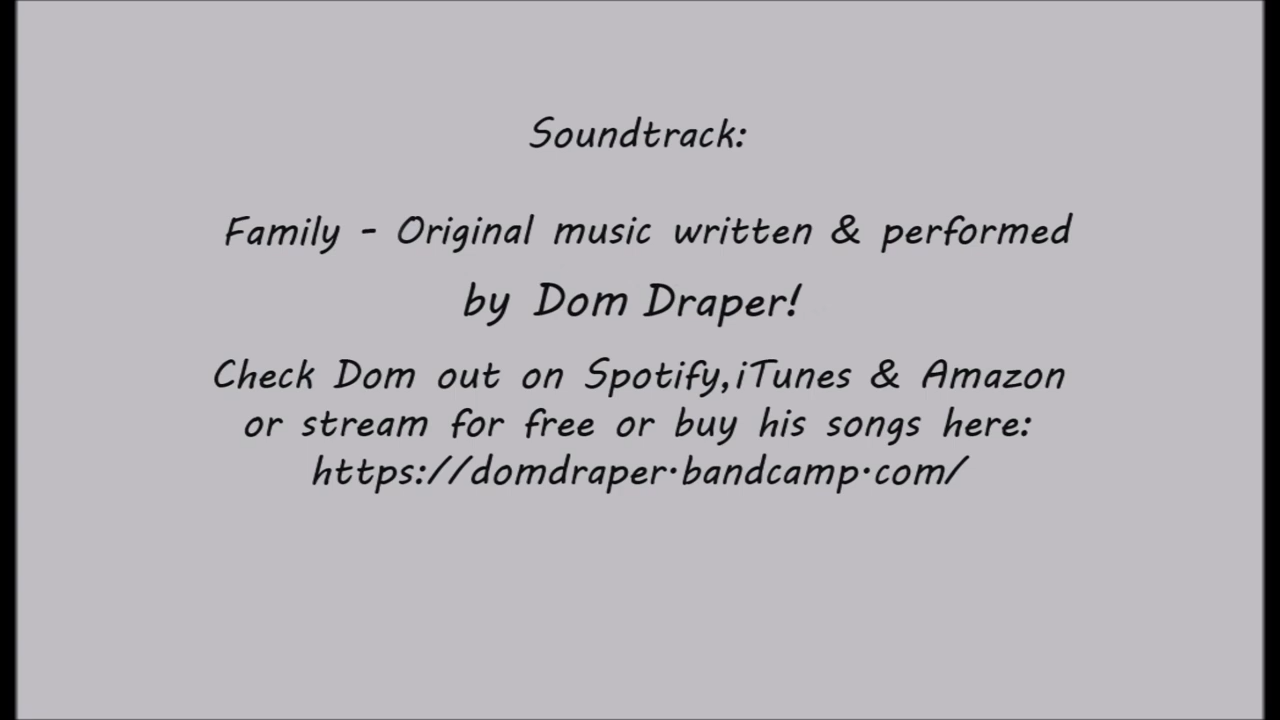 Soundtrack:
Family - Original music written & performed
by Dom Draper!
Check Dom out on Spotify,iTunes & Amazon
or stream for free or buy his songs here:
https://domdraper.bandcamp.com/